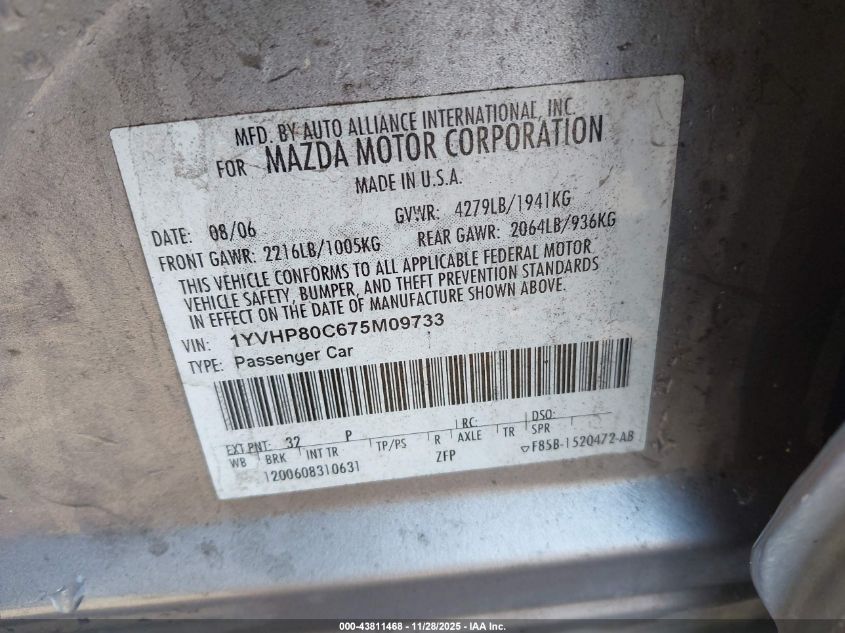 MFD. BY AUTO ALLIANCE INTERNATIONAL, INC.
FOR MAZDA MOTOR CORPORATION
MADE IN U.S.A.
DATE: 08/06 GVWR: 4279LB/1941KG
FRONT GAWR: 2216LB/1005KG REAR GAWR: 2064LB/936KG
THIS VEHICLE CONFORMS TO ALL APPLICABLE FEDERAL MOTOR
VEHICLE SAFETY, BUMPER, AND THEFT PREVENTION STANDARDS
IN EFFECT ON THE DATE OF MANUFACTURE SHOWN ABOVE.
VIN: 1YVHP80C675M09733
TYPE: Passenger Car
EXT PNT: 32 P RC: DSO:
WB BRK INT TR TP/PS R AXLE TR SPR
1200608310631 ZFP ▽F85B-1520472-AB
000-43811468 - 11/28/2025 - IAA Inc.